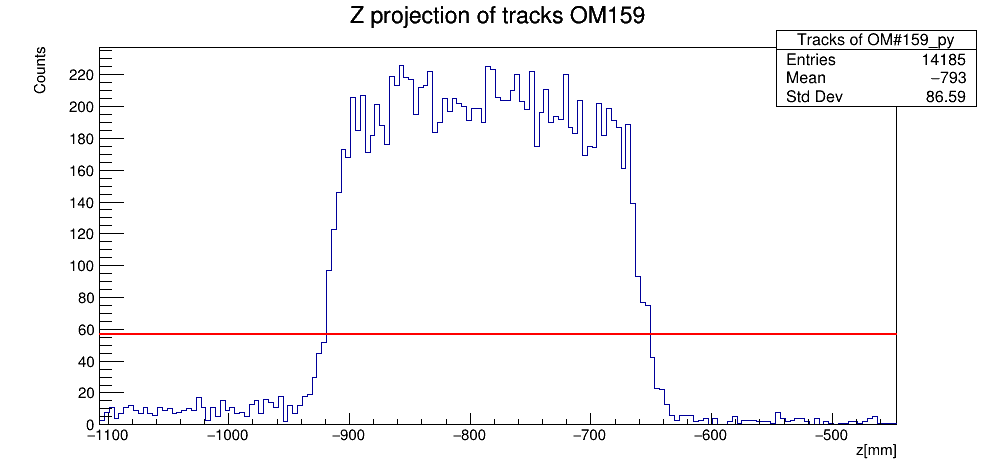 Z projection of tracks OM159
Tracks of OM#159_py
Entries 14185
Mean −793
Std Dev 86.59
Counts
220
200
180
160
140
120
100
80
60
40
20
0
−1100 −1000 −900 −800 −700 −600 −500
z[mm]